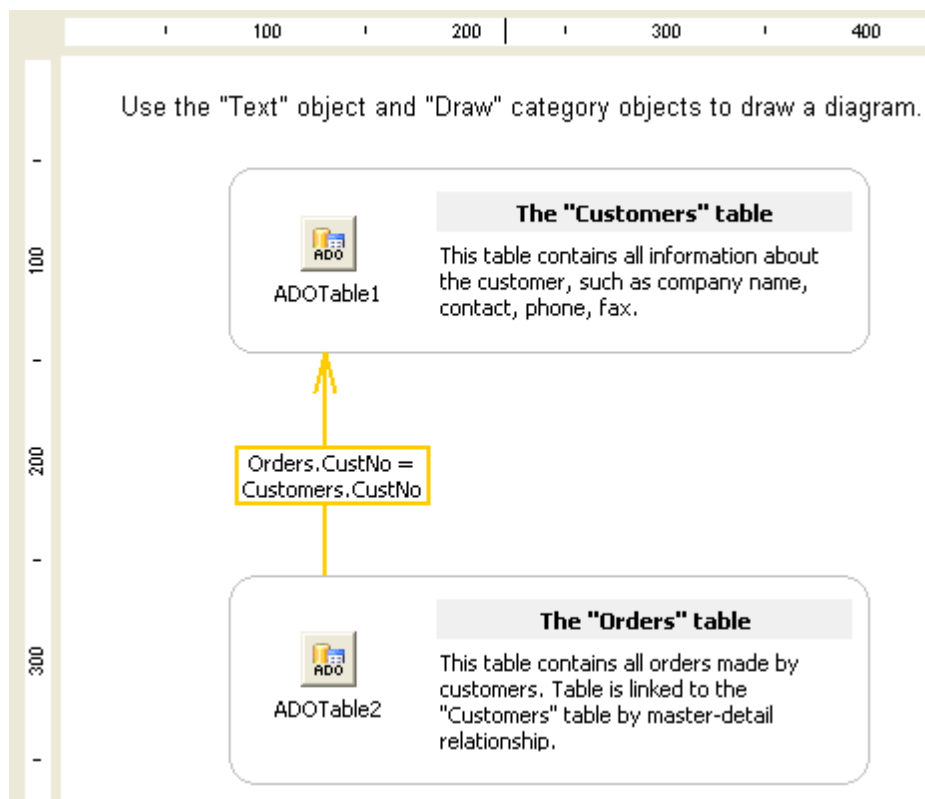 100 200 300 400
Use the "Text" object and "Draw" category objects to draw a diagram.
100
ADO
ADOTable1
The "Customers" table
This table contains all information about
the customer, such as company name,
contact, phone, fax.
200
Orders.CustNo =
Customers.CustNo
300
ADO
ADOTable2
The "Orders" table
This table contains all orders made by
customers. Table is linked to the
"Customers" table by master-detail
relationship.